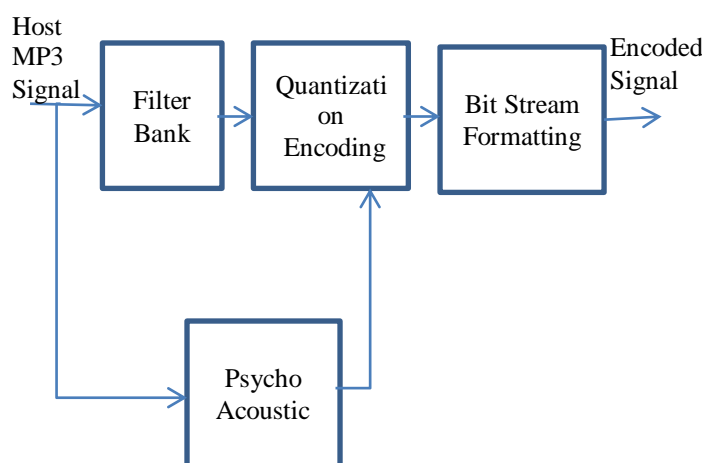 Host
MP3
Signal
Filter
Bank
Quantizati
on
Encoding
Bit Stream
Formatting
Encoded
Signal
Psycho
Acoustic